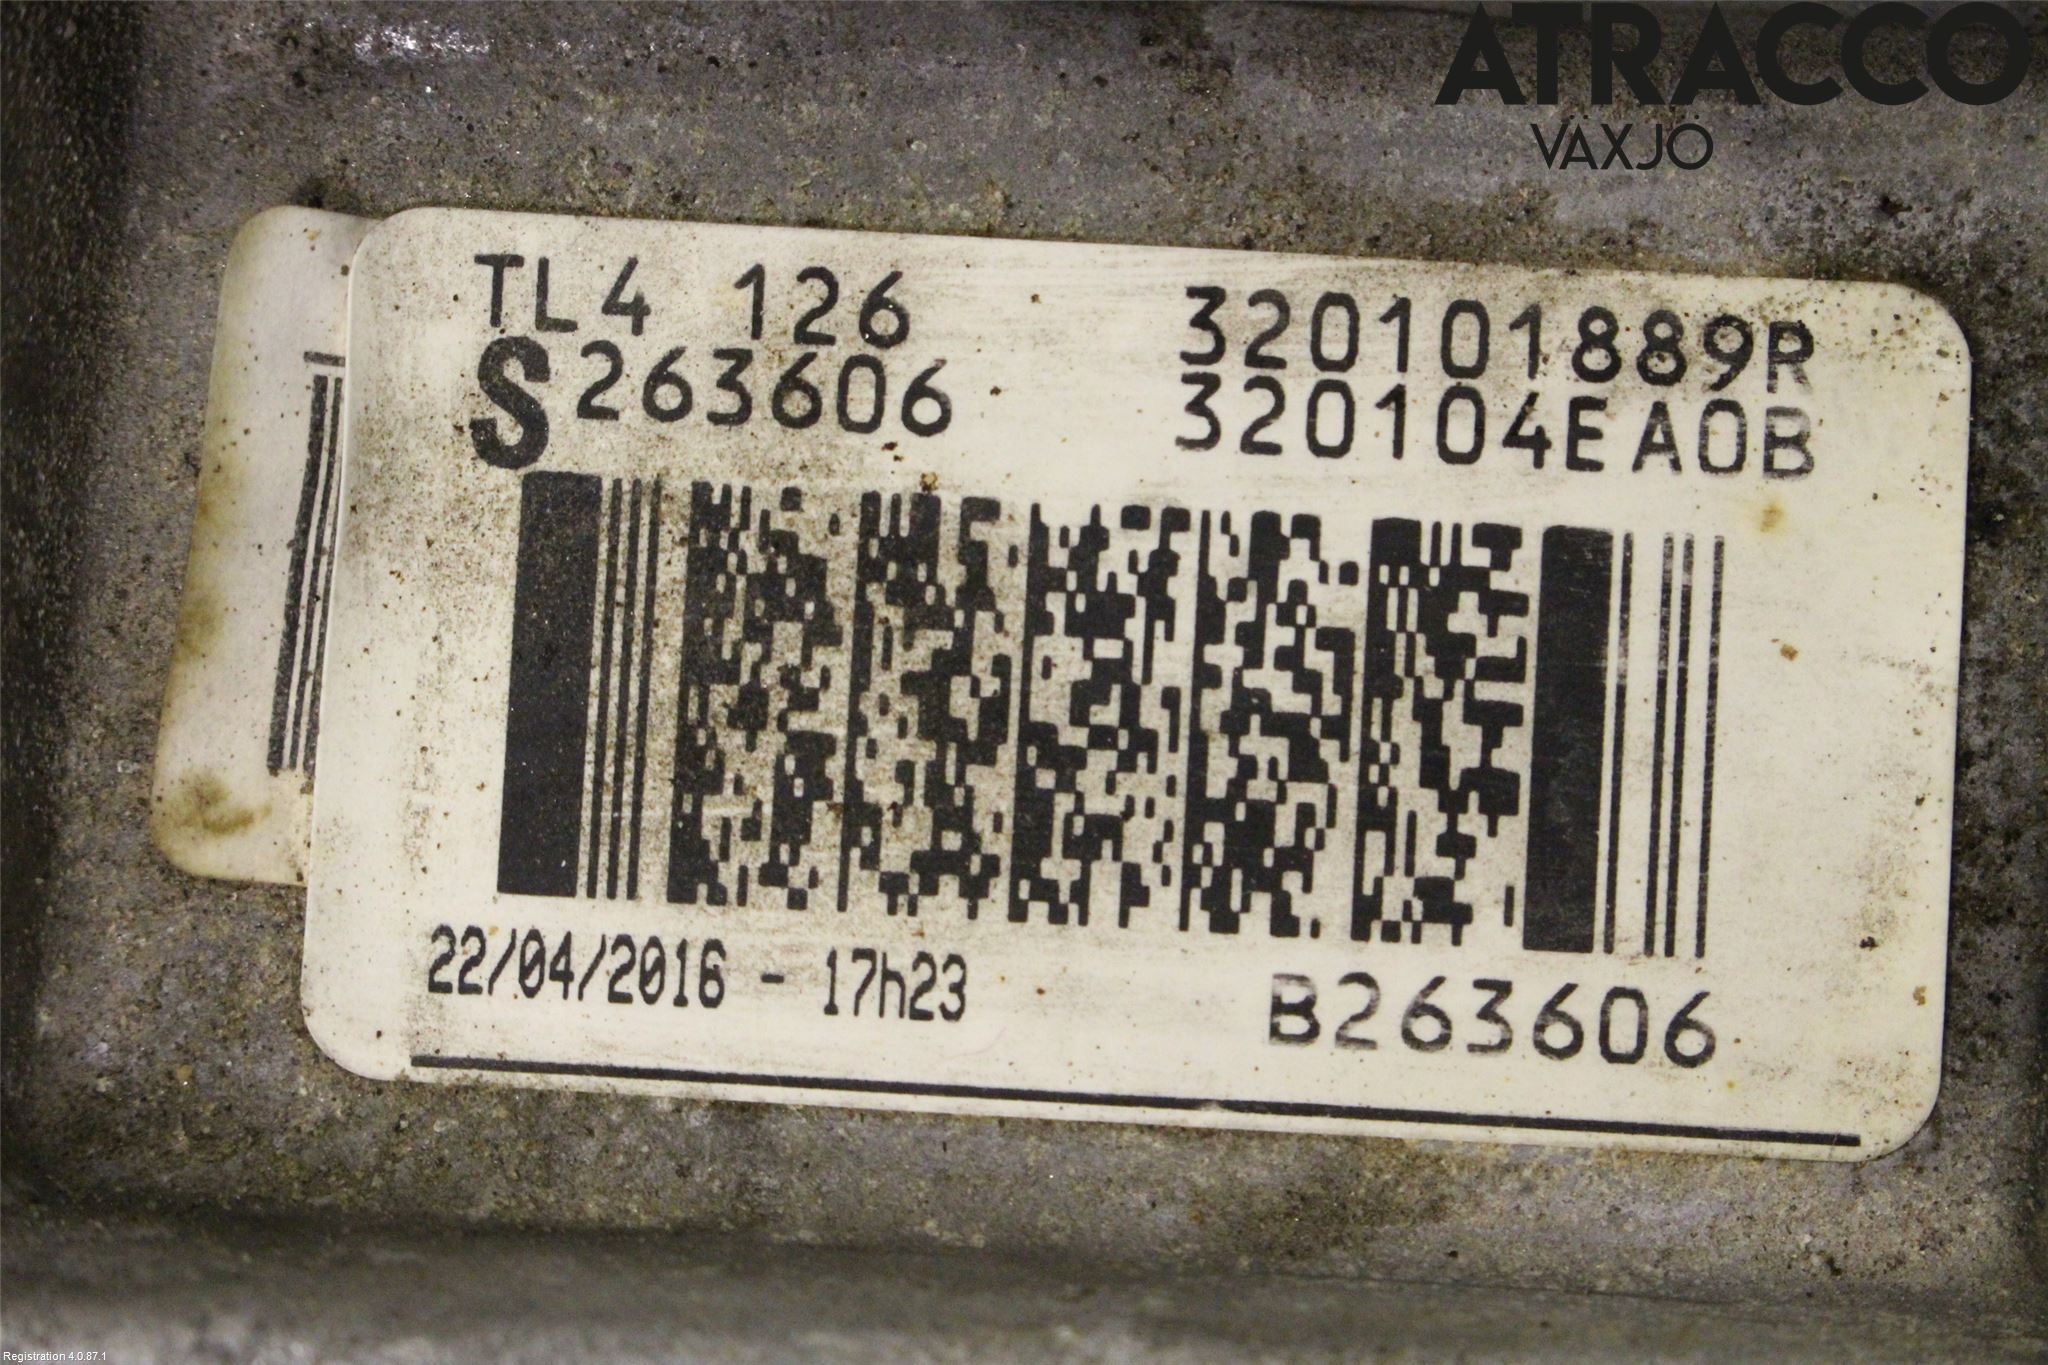 ATRACCO
VÄXJÖ
TL4 126 320101889R
S263606 320104EA0B
22/04/2016 - 17h23
B263606
Registration 4.0.87.1